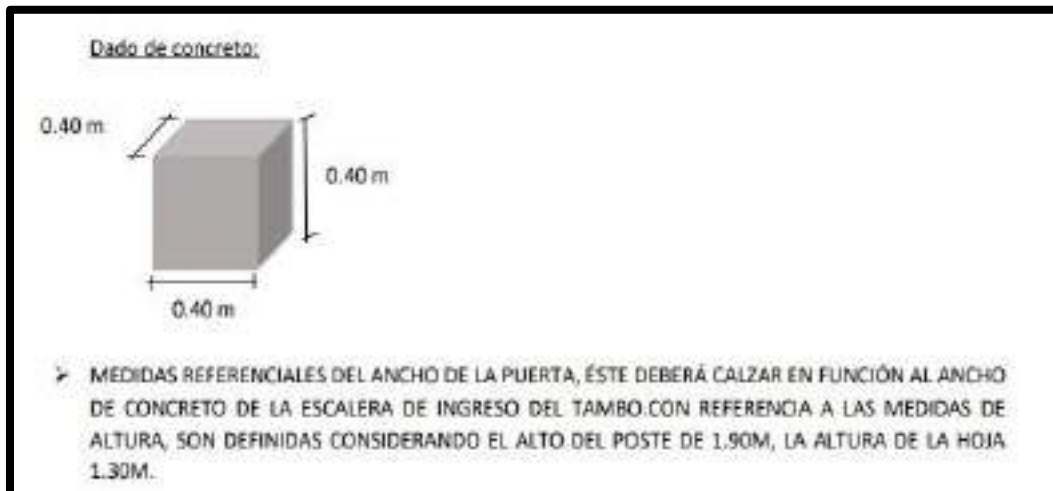 Dado de concreto:
0.40 m
0.40 m
0.40 m
➢ MEDIDAS REFERENCIALES DEL ANCHO DE LA PUERTA, ÉSTE DEBERÁ CALZAR EN FUNCIÓN AL ANCHO
DE CONCRETO DE LA ESCALERA DE INGRESO DEL TAMBO.CON REFERENCIA A LAS MEDIDAS DE
ALTURA, SON DEFINIDAS CONSIDERANDO EL ALTO DEL POSTE DE 1.90M, LA ALTURA DE LA HOJA
1.30M.